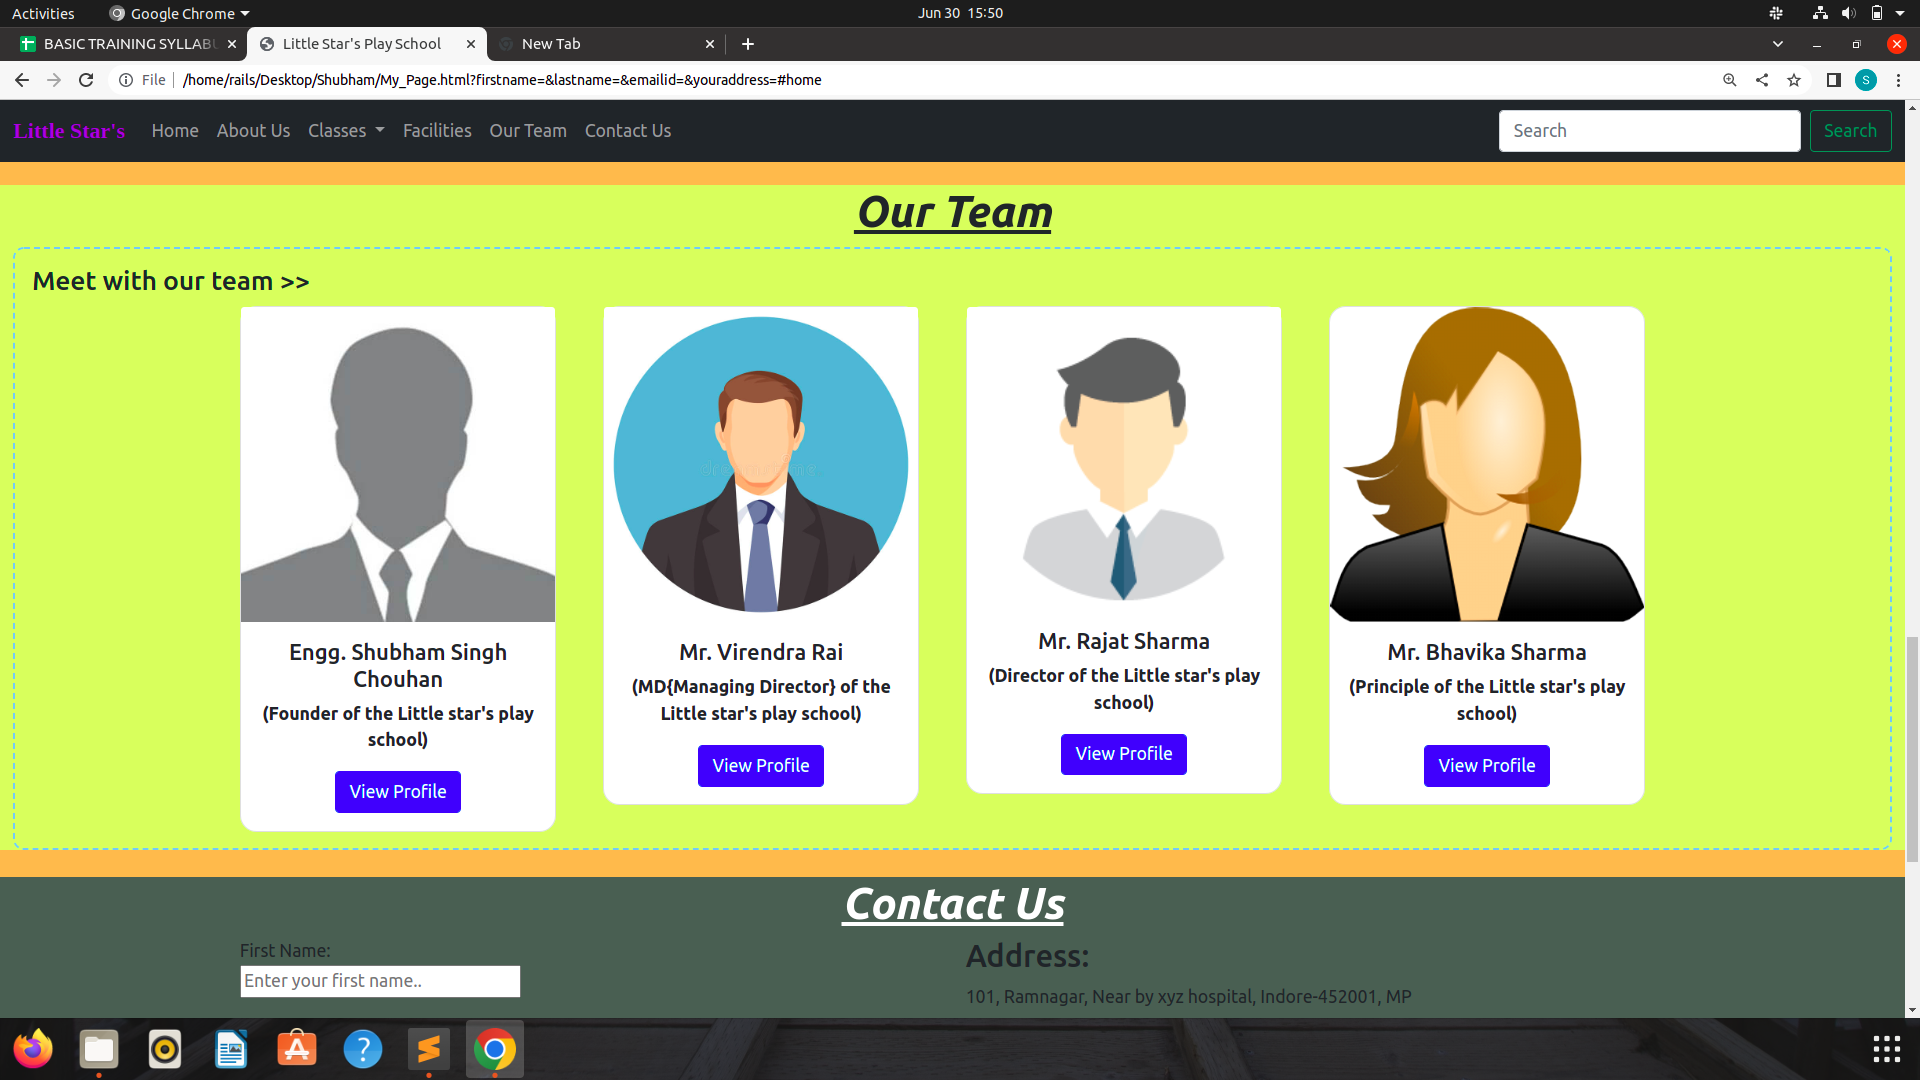 Activities
Google Chrome
Jun 30 15:50
BASIC TRAINING SYLLABU
Little Star's Play School
New Tab
File
/home/rails/Desktop/Shubham/My_Page.html?firstname=&lastname=&emailid=&youraddress=#home
S
Little Star's
Home
About Us
Classes
Facilities
Our Team
Contact Us
Search
Search
Our Team
Meet with our team >>
Engg. Shubham Singh
Chouhan
(Founder of the Little star's play
school)
View Profile
Mr. Virendra Rai
(MD{Managing Director} of the
Little star's play school)
View Profile
Mr. Rajat Sharma
(Director of the Little star's play
school)
View Profile
Mr. Bhavika Sharma
(Principle of the Little star's play
school)
View Profile
Contact Us
First Name:
Enter your first name..
Address:
101, Ramnagar, Near by xyz hospital, Indore-452001, MP